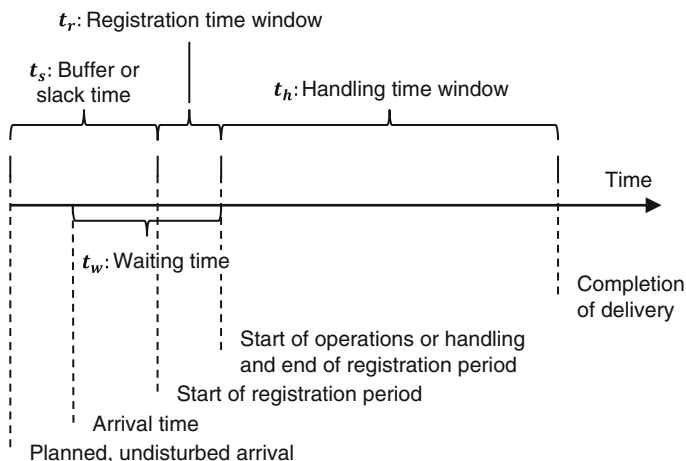 t_r: Registration time window
t_s: Buffer or
slack time
t_h: Handling time window
Time
t_w: Waiting time
Completion
of delivery
Start of operations or handling
and end of registration period
Start of registration period
Arrival time
Planned, undisturbed arrival